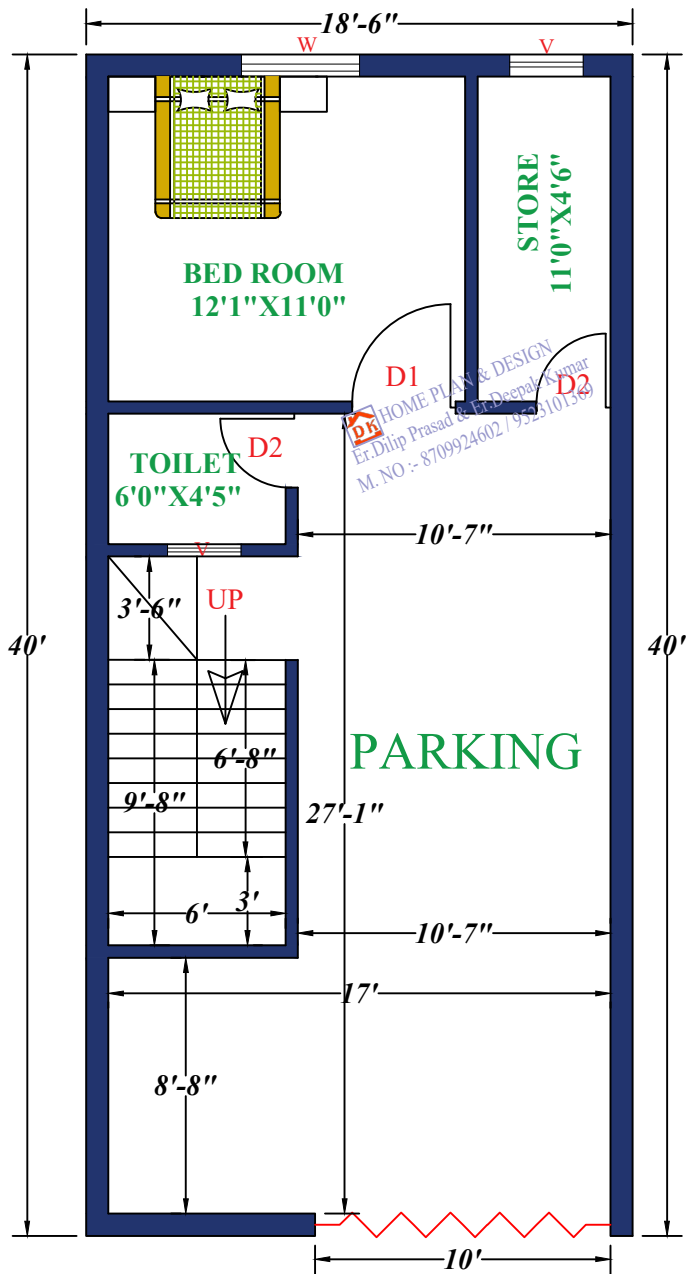 18'-6"
W
V
40'
40'
BED ROOM
12'1"X11'0"
STORE
11'0"X4'6"
D1
D2
DK
HOME PLAN & DESIGN
Er.Dilip Prasad & Er.Deepak Kumar
M. NO :- 8709924602 / 9523101369
TOILET
6'0"X4'5"
D2
V
10'-7"
3'-6"
UP
PARKING
6'-8"
9'-8"
27'-1"
3'
6'
10'-7"
17'
8'-8"
10'